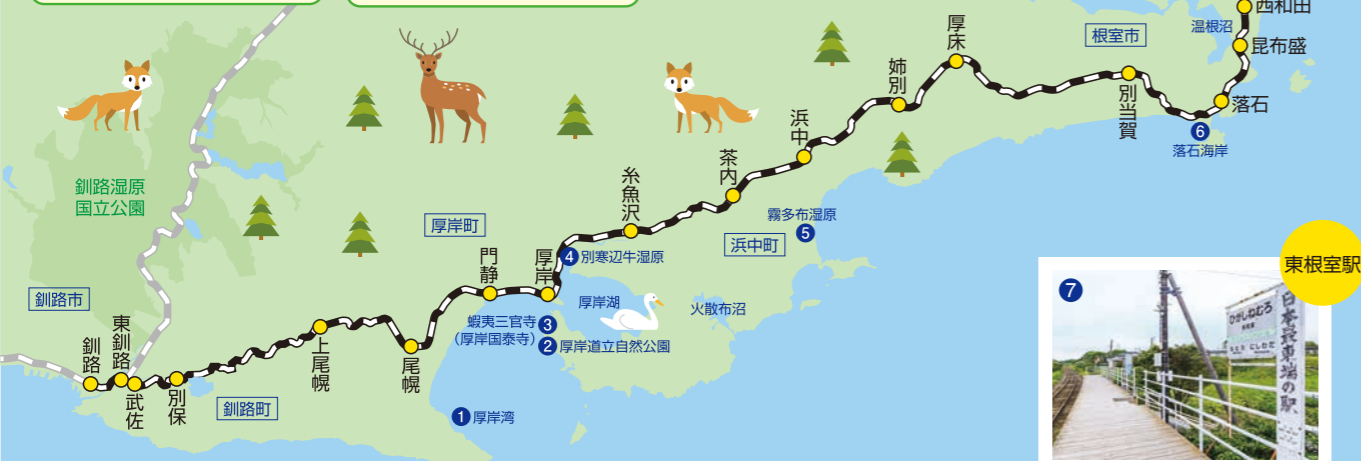 西和田
温根沼
昆布盛
根室市
厚床
落石
姉別
別当賀
6
落石海岸
浜中
茶内
釧路湿原
国立公園
糸魚沢
霧多布湿原
5
厚岸町
浜中町
門静
厚岸
4 別寒辺牛湿原
東根室駅
7
釧路市
厚岸湖
火散布沼
東釧路
蝦夷三官寺 3
(厚岸国泰寺)
2 厚岸道立自然公園
釧路
上尾幌
尾幌
武佐
別保
釧路町
1 厚岸湾
ひがしねむろ
日本最東端の駅